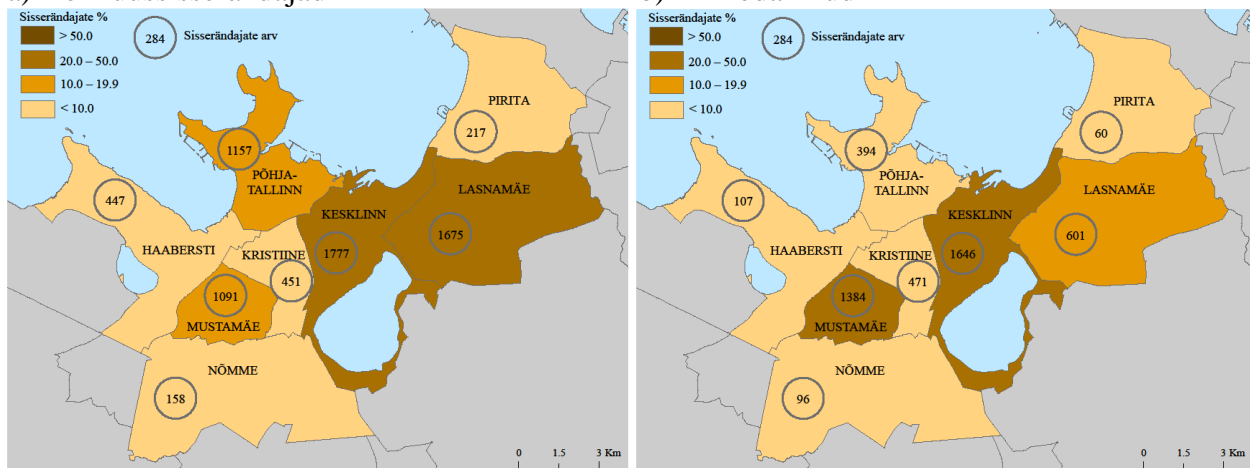 Sisserändajate %
> 50.0
20.0 – 50.0
10.0 – 19.9
< 10.0
284 Sisserändajate arv
PIRITA
217
1157
PÕHJA-
TALLINN
LASNAMÄE
447
KESKLINN
1675
HAABERSTI
KRISTIINE
1777
451
1091
MUSTAMÄE
NÕMME
158
0 1.5 3 Km
Sisserändajate %
> 50.0
20.0 – 50.0
10.0 – 19.9
< 10.0
284 Sisserändajate arv
PIRITA
60
394
PÕHJA-
TALLINN
LASNAMÄE
107
KESKLINN
601
HAABERSTI
KRISTIINE
1646
471
1384
MUSTAMÄE
NÕMME
96
0 1.5 3 Km